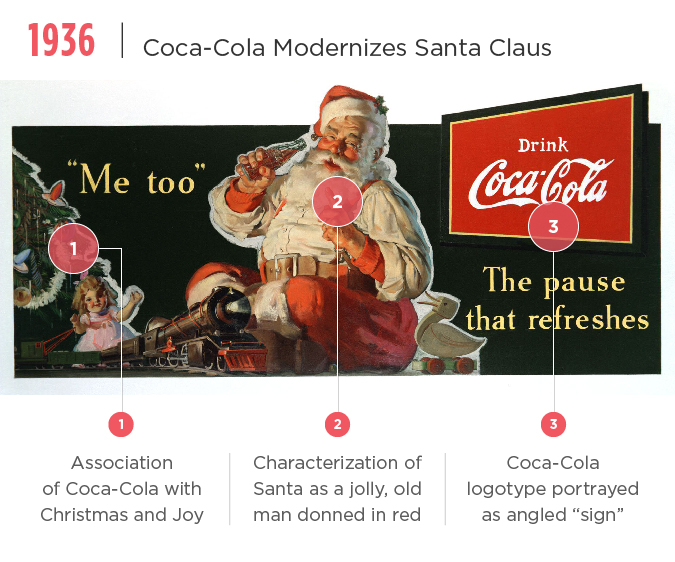 1936
Coca-Cola Modernizes Santa Claus
"Me too"
Drink
Coca-Cola
The pause
that refreshes
1
2
3
1
2
3
Association
of Coca-Cola with
Christmas and Joy
Characterization of
Santa as a jolly, old
man donned in red
Coca-Cola
logotype portrayed
as angled “sign”